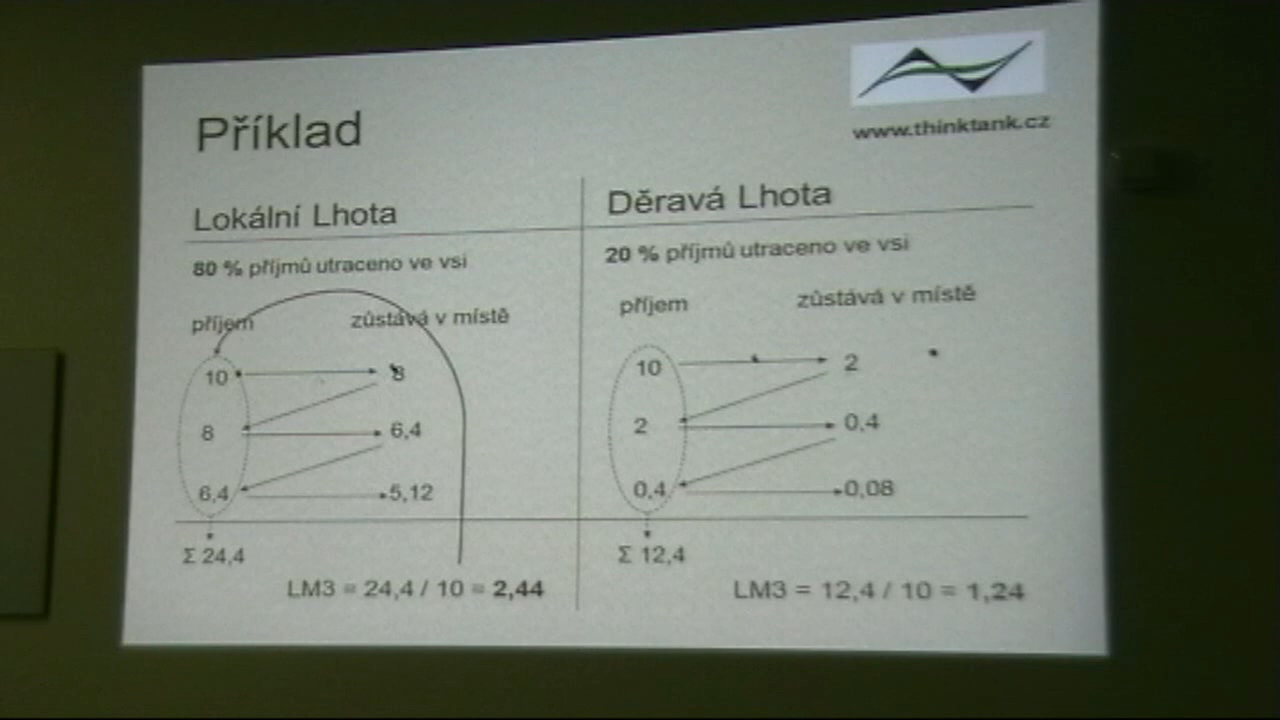 www.thinktank.cz
Příklad
Lokální Lhota
80 % příjmů utraceno ve vsi
příjem zůstává v místě
10 8
8 6,4
6,4 5,12
Σ 24,4
LM3 = 24,4 / 10 = 2,44
Děravá Lhota
20 % příjmů utraceno ve vsi
příjem zůstává v místě
10 2
2 0,4
0,4 0,08
Σ 12,4
LM3 = 12,4 / 10 = 1,24